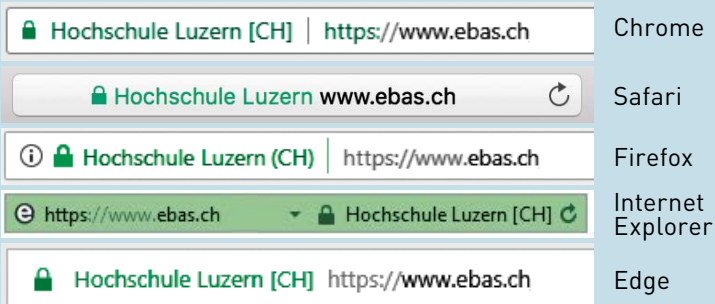 Hochschule Luzern [CH] | https://www.ebas.ch Chrome
Hochschule Luzern www.ebas.ch Safari
Hochschule Luzern (CH) https://www.ebas.ch Firefox
https://www.ebas.ch Hochschule Luzern [CH] Internet
Explorer
Hochschule Luzern [CH] https://www.ebas.ch Edge